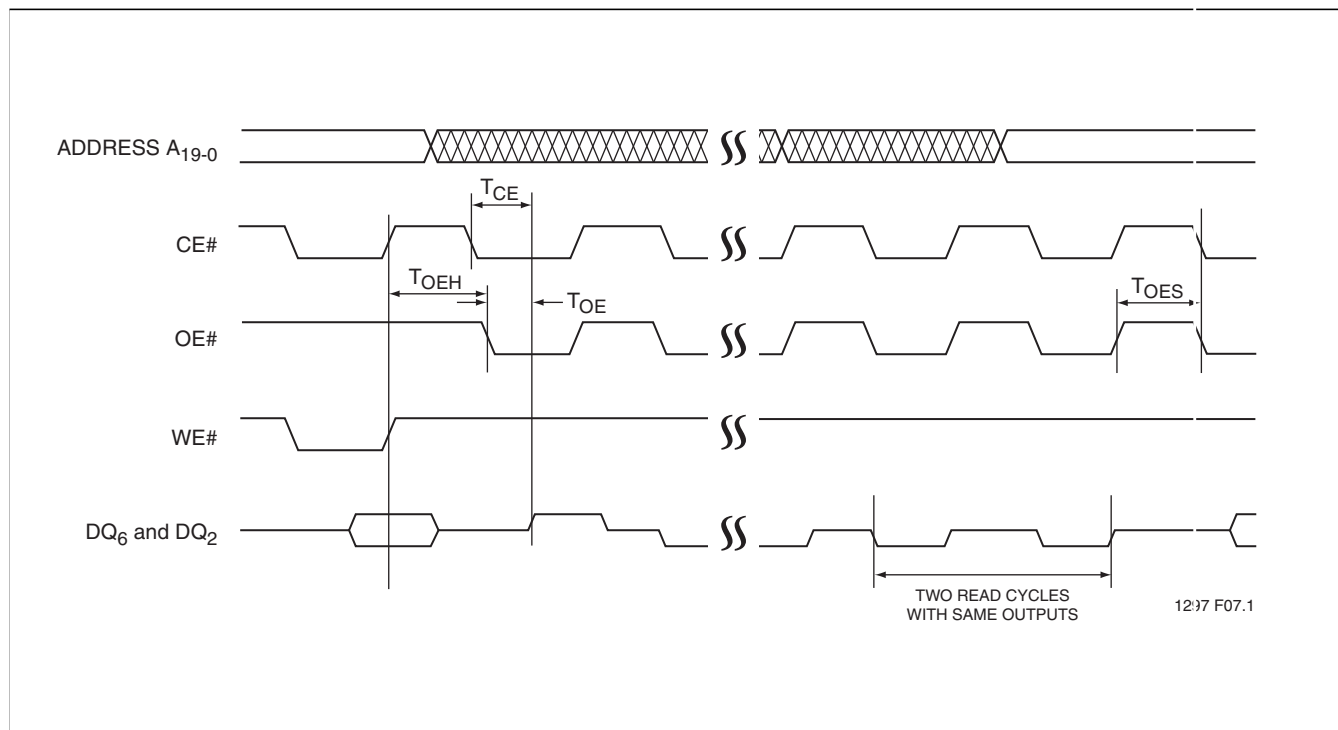 ADDRESS A19-0
TCE
CE#
TOEH
TOE
TOES
OE#
WE#
DQ6 and DQ2
TWO READ CYCLES
WITH SAME OUTPUTS
1297 F07.1